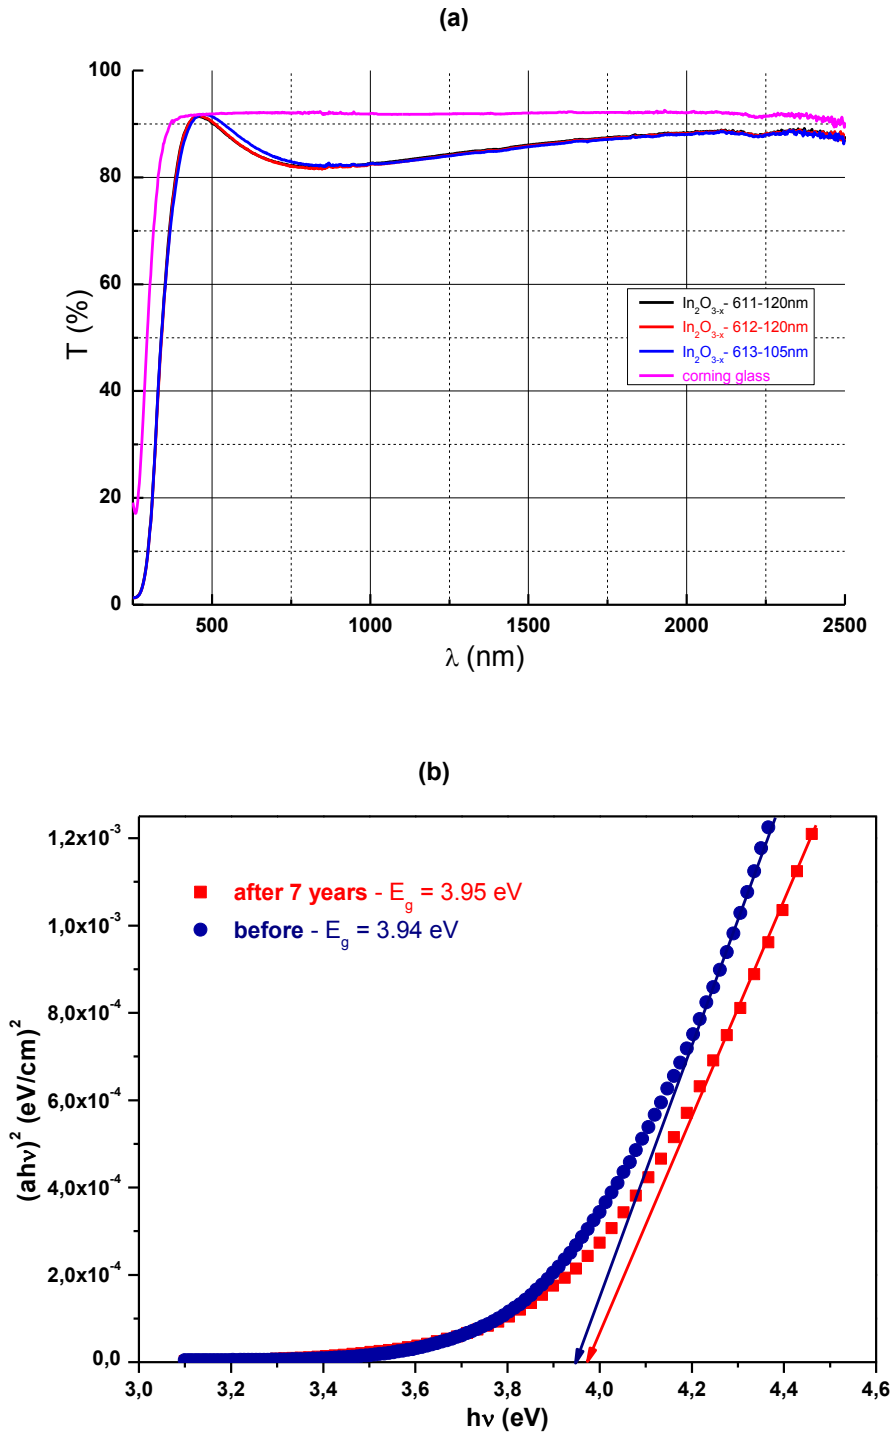 (a)
100
80
60
40
20
0
T (%)
In₂O₃₋ₓ- 611-120nm
In₂O₃₋ₓ- 612-120nm
In₂O₃₋ₓ- 613-105nm
corning glass
500 1000 1500 2000 2500
λ (nm)
(b)
1,2x10⁻³
1,0x10⁻³
8,0x10⁻⁴
6,0x10⁻⁴
4,0x10⁻⁴
2,0x10⁻⁴
0,0
(ahν)² (eV/cm)²
after 7 years - E_g = 3.95 eV
before - E_g = 3.94 eV
3,0 3,2 3,4 3,6 3,8 4,0 4,2 4,4 4,6
hν (eV)